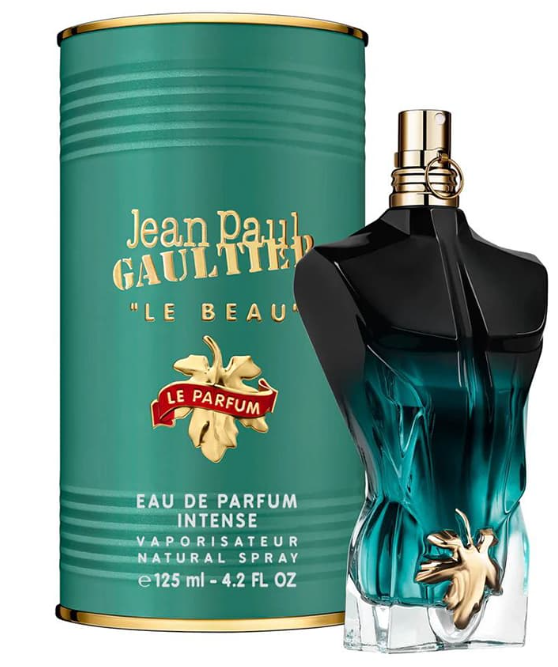 Jean Paul
GAULTIER
"LE BEAU"
LE PARFUM
EAU DE PARFUM
INTENSE
VAPORISATEUR
NATURAL SPRAY
℮125 ml - 4.2 FL OZ